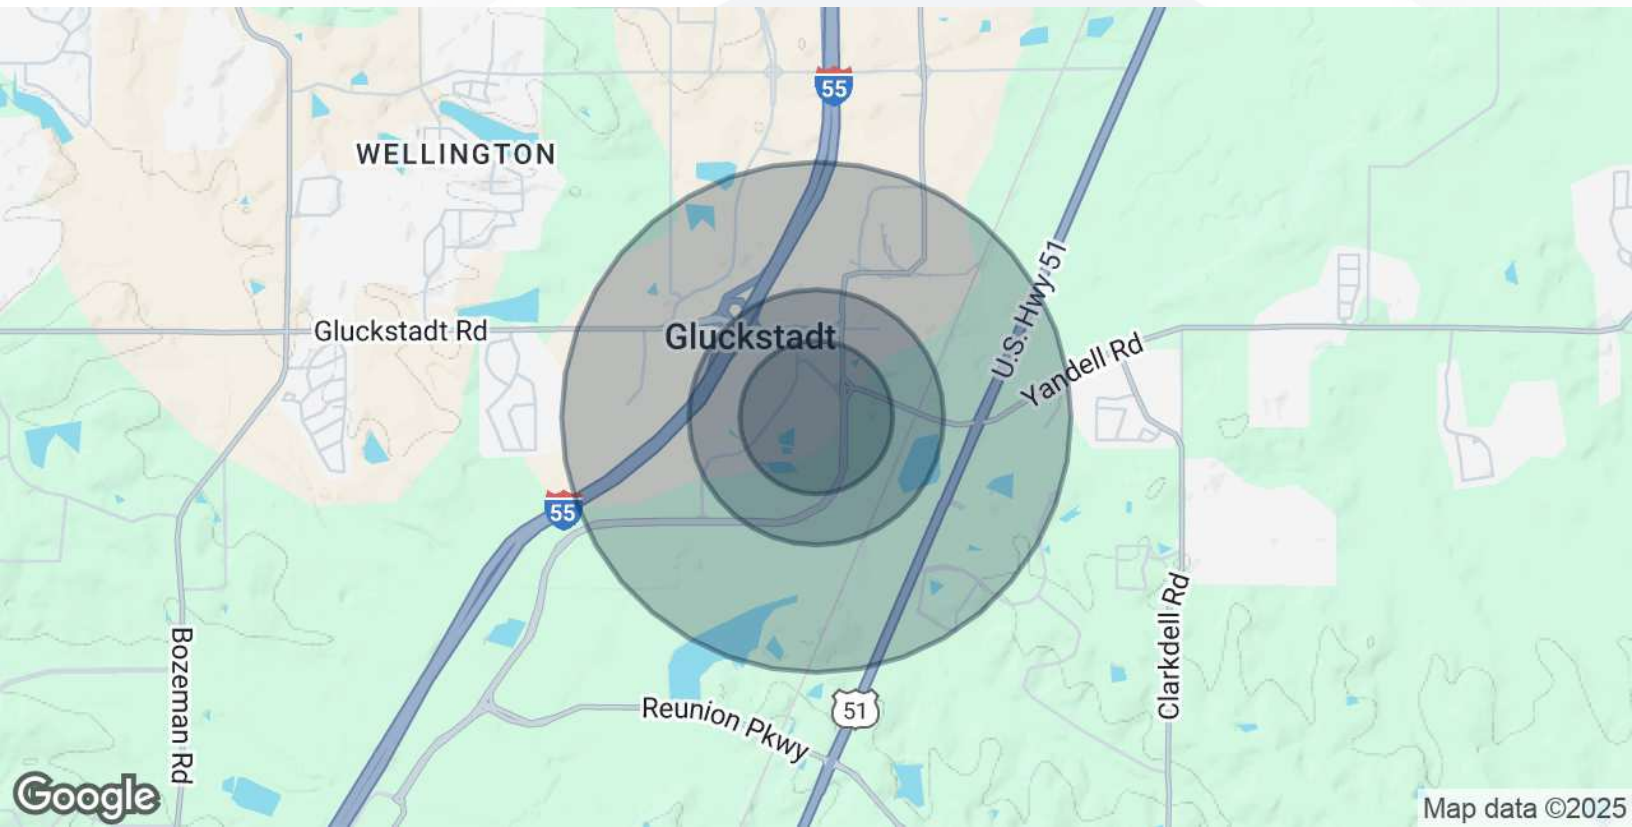 55
WELLINGTON
U.S. Hwy 51
Gluckstadt Rd
Gluckstadt
Yandell Rd
55
Clarkdell Rd
Bozeman Rd
Reunion Pkwy
51
Google
Map data ©2025